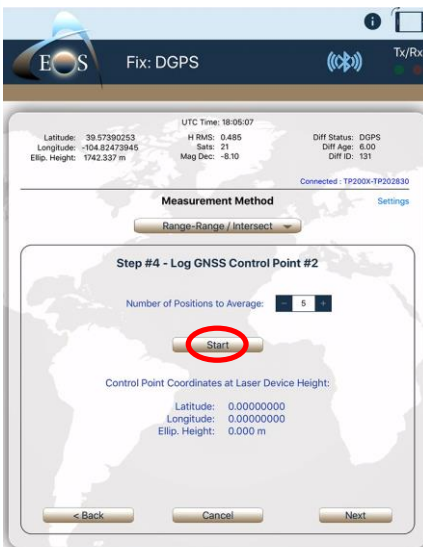 EOS
Fix: DGPS
Tx/Rx
UTC Time: 18:05:07
Latitude: 39.57390253
Longitude: -104.82473945
Ellip. Height: 1742.337 m
H RMS: 0.485
Sats: 21
Mag Dec: -8.10
Diff Status: DGPS
Diff Age: 6.00
Diff ID: 131
Connected : TP200X-TP202830
Measurement Method
Settings
Range-Range / Intersect
Step #4 - Log GNSS Control Point #2
Number of Positions to Average: - 5 +
Start
Control Point Coordinates at Laser Device Height:
Latitude: 0.00000000
Longitude: 0.00000000
Ellip. Height: 0.000 m
< Back
Cancel
Next